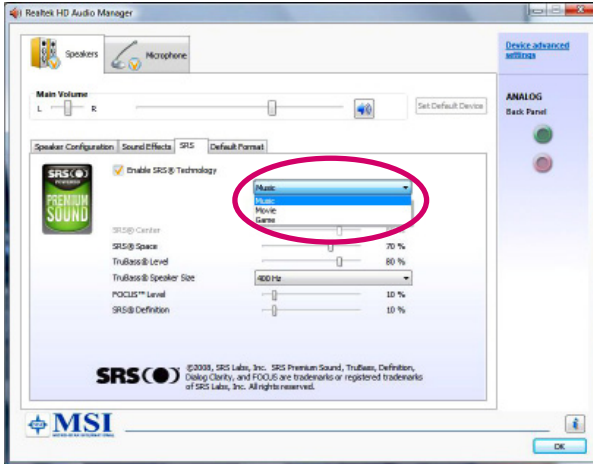 Realtek HD Audio Manager
Speakers
Microphone
Device advanced
settings
Main Volume
L
R
Set Default Device
ANALOG
Back Panel
Speaker Configuration
Sound Effects
SRS
Default Format
SRS
PREMIUM
SOUND
Enable SRS® Technology
Music
Music
Movie
Game
SRS® Center
SRS® Space
70 %
TruBass® Level
80 %
TruBass® Speaker Size
400 Hz
FOCUS™ Level
10 %
SRS® Definition
10 %
SRS
©2008, SRS Labs, Inc. SRS Premium Sound, TruBass, Definition,
Dialog Clarity, and FOCUS are trademarks or registered trademarks
of SRS Labs, Inc. All rights reserved.
MSI
OK